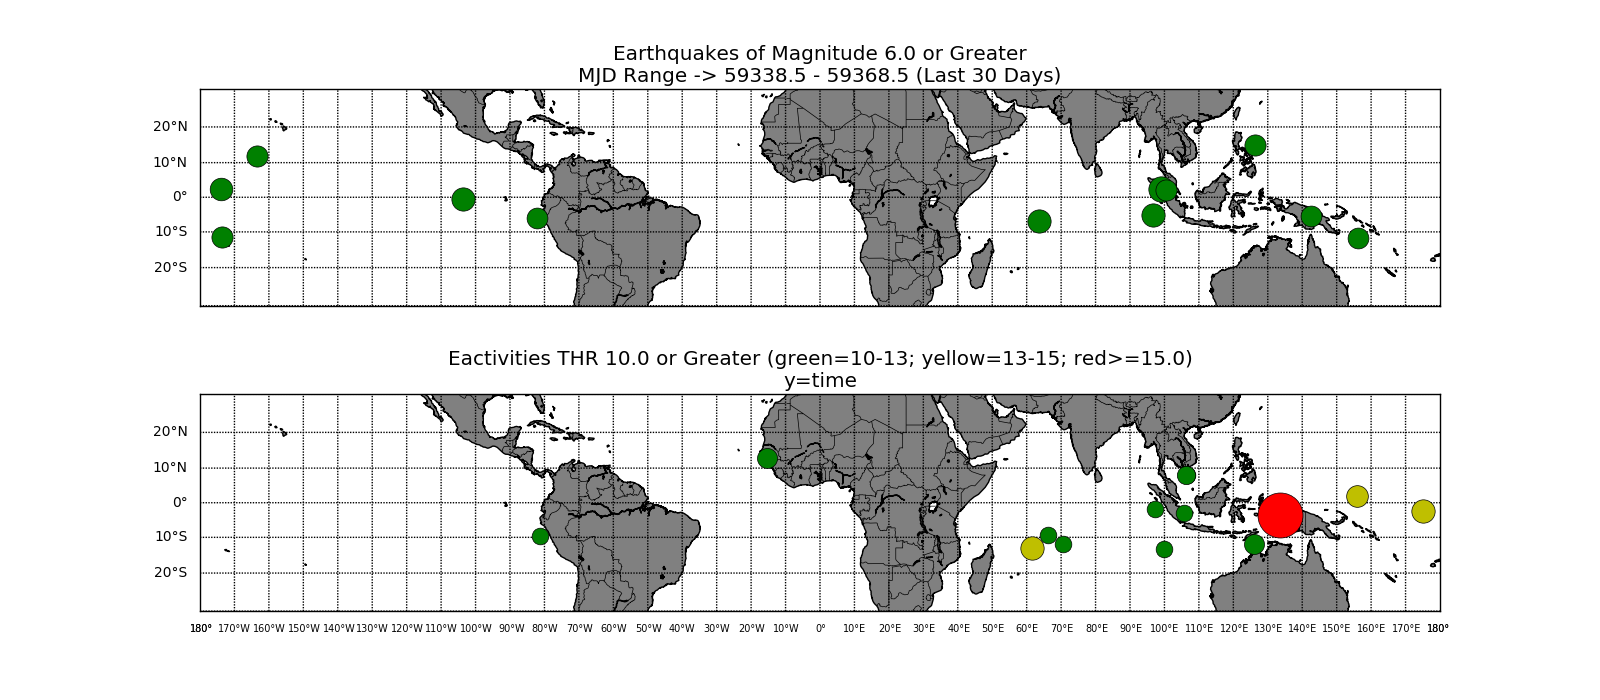 Earthquakes of Magnitude 6.0 or Greater
MJD Range -> 59338.5 - 59368.5 (Last 30 Days)
20°N
10°N
0°
10°S
20°S
Eactivities THR 10.0 or Greater (green=10-13; yellow=13-15; red>=15.0)
y=time
20°N
10°N
0°
10°S
20°S
180° 170°W 160°W 150°W 140°W 130°W 120°W 110°W 100°W 90°W 80°W 70°W 60°W 50°W 40°W 30°W 20°W 10°W 0° 10°E 20°E 30°E 40°E 50°E 60°E 70°E 80°E 90°E 100°E 110°E 120°E 130°E 140°E 150°E 160°E 170°E 180°